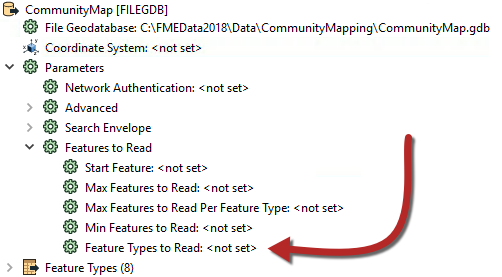 CommunityMap [FILEGDB]
File Geodatabase: C:\FMEData2018\Data\CommunityMapping\CommunityMap.gdb
Coordinate System: <not set>
Parameters
Network Authentication: <not set>
Advanced
Search Envelope
Features to Read
Start Feature: <not set>
Max Features to Read: <not set>
Max Features to Read Per Feature Type: <not set>
Min Features to Read: <not set>
Feature Types to Read: <not set>
Feature Types (8)